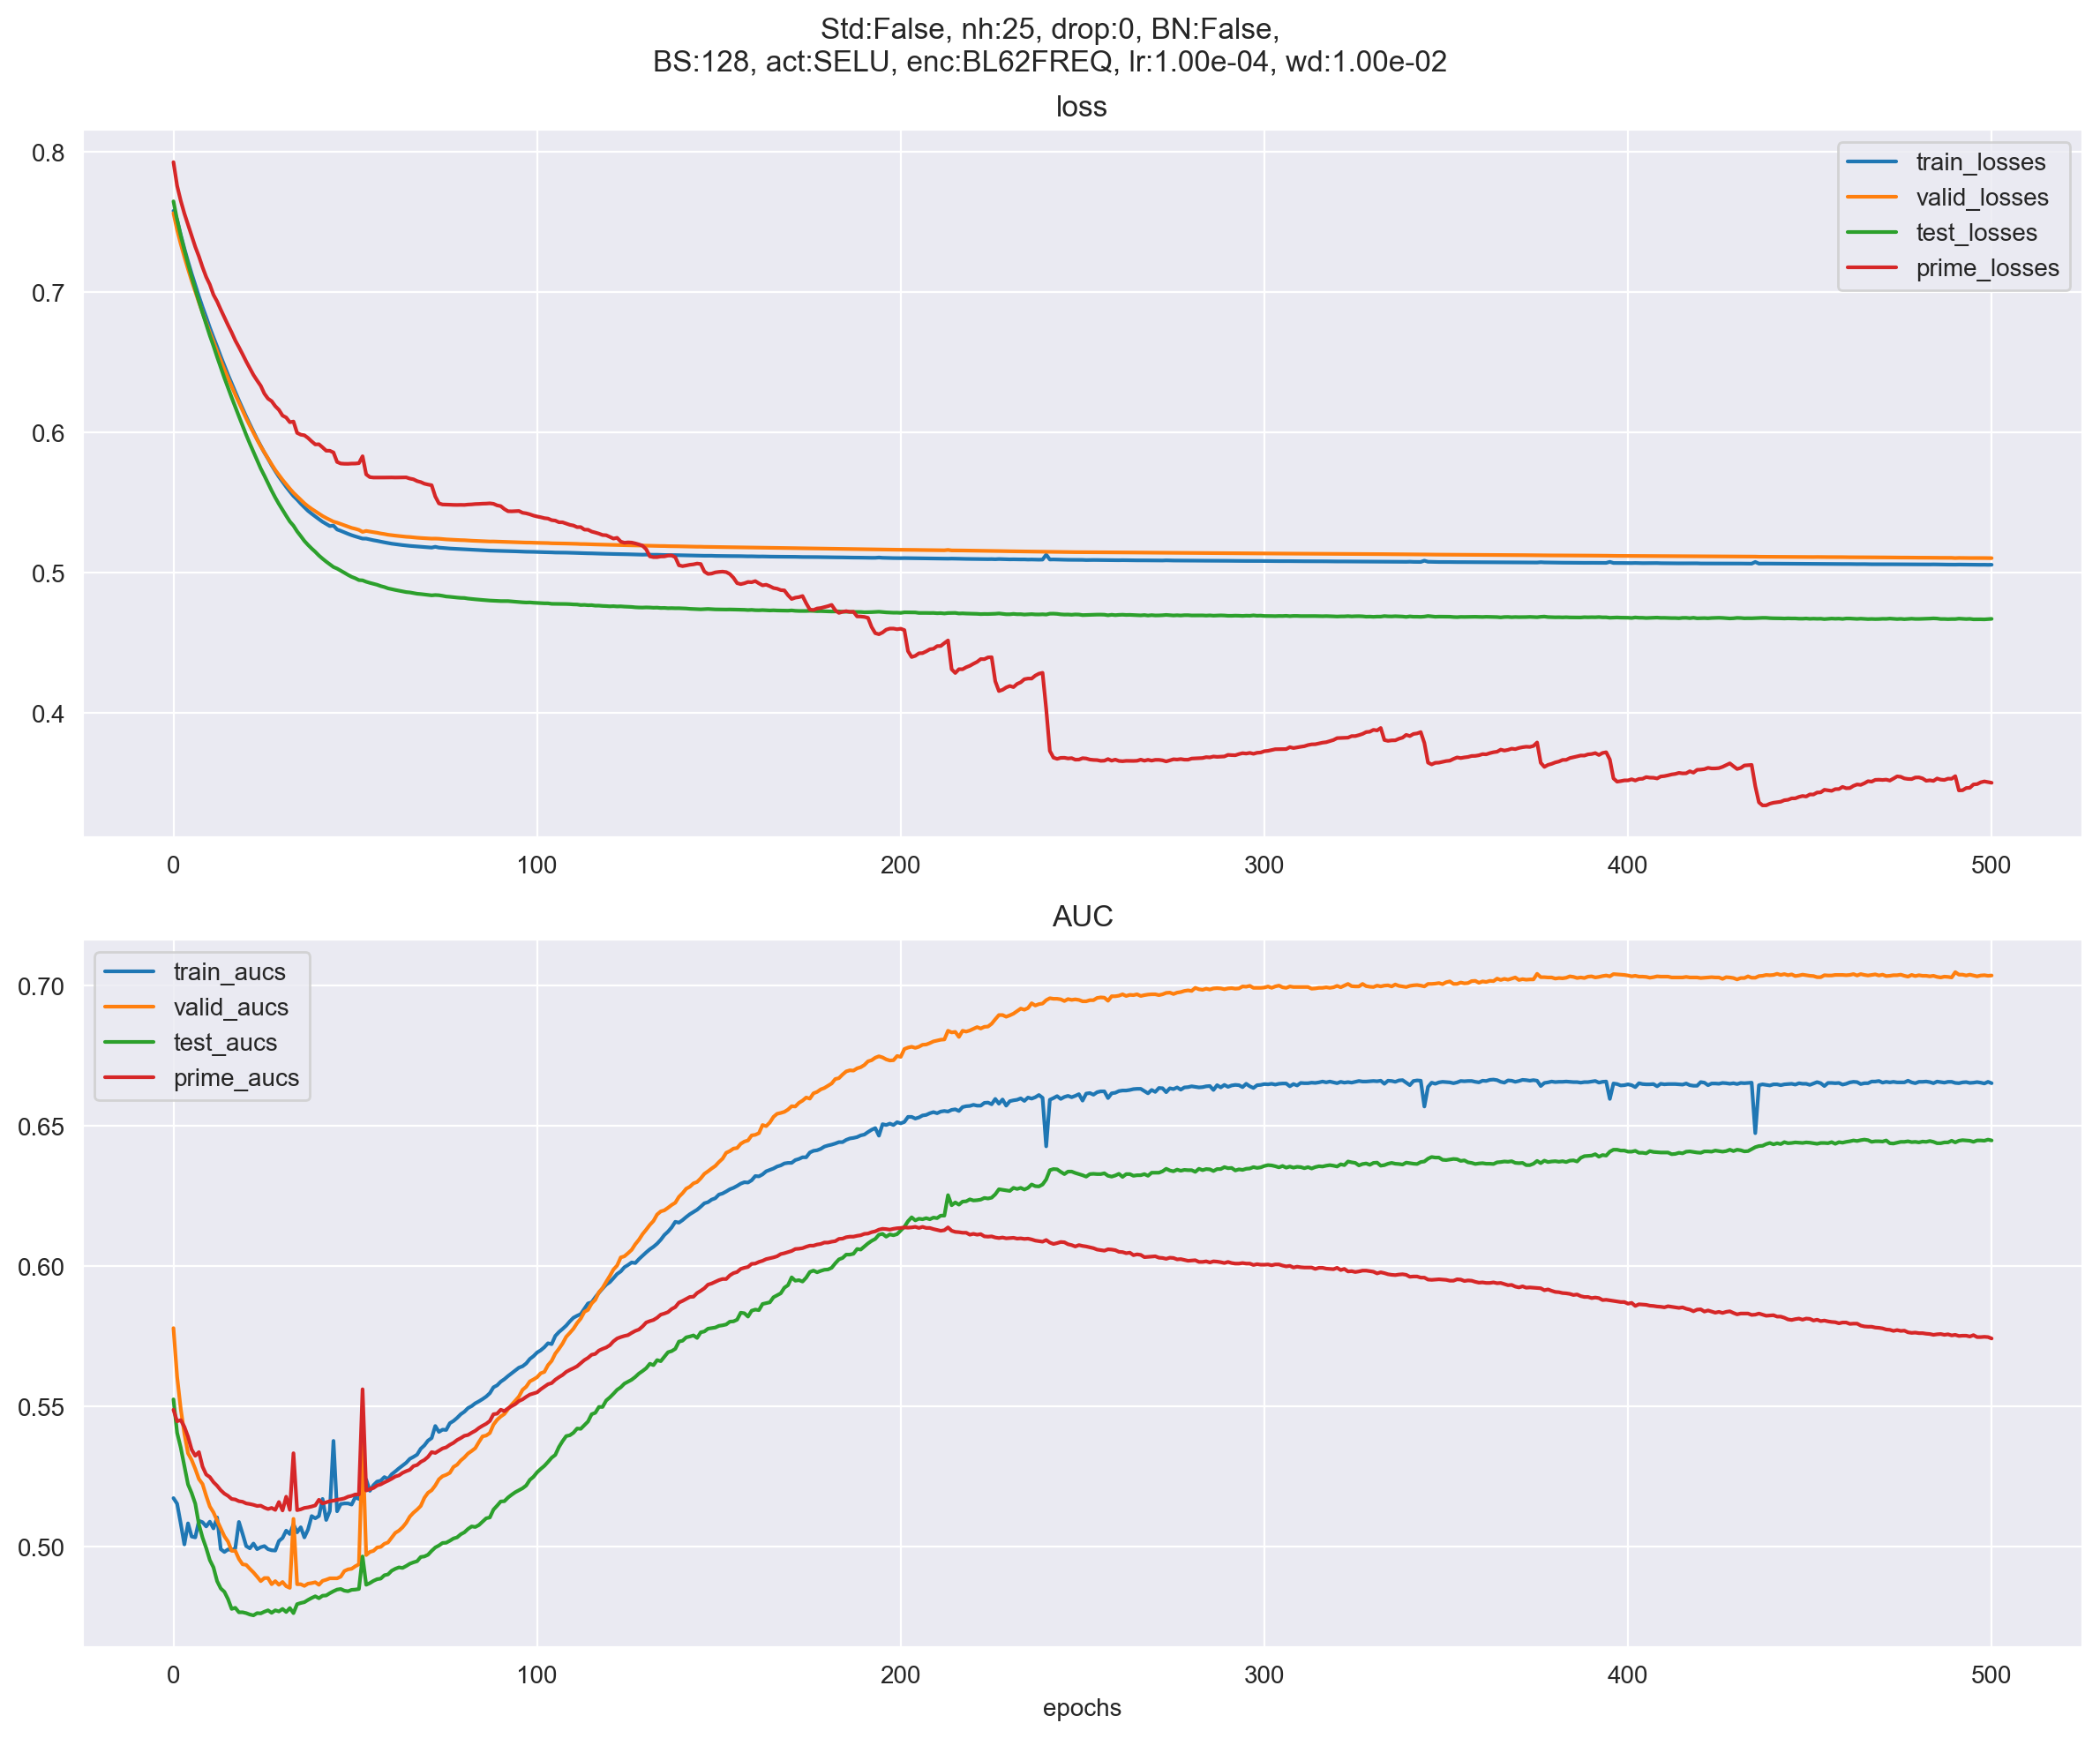 Std:False, nh:25, drop:0, BN:False,
BS:128, act:SELU, enc:BL62FREQ, lr:1.00e-04, wd:1.00e-02
loss
0.8
0.7
0.6
0.5
0.4
train_losses
valid_losses
test_losses
prime_losses
0 100 200 300 400 500
AUC
train_aucs
valid_aucs
test_aucs
prime_aucs
0.70
0.65
0.60
0.55
0.50
0 100 200 300 400 500
epochs